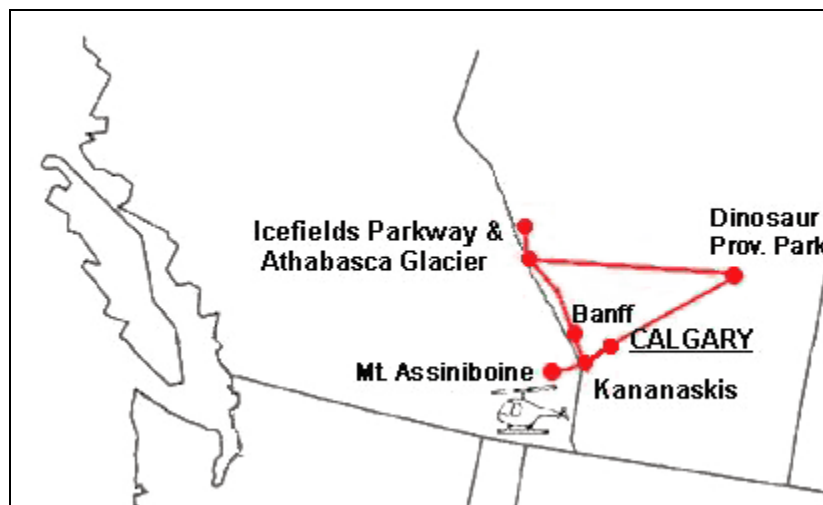 Icefields Parkway &
Athabasca Glacier
Dinosaur
Prov. Park
Banff
CALGARY
Mt. Assiniboine
Kananaskis